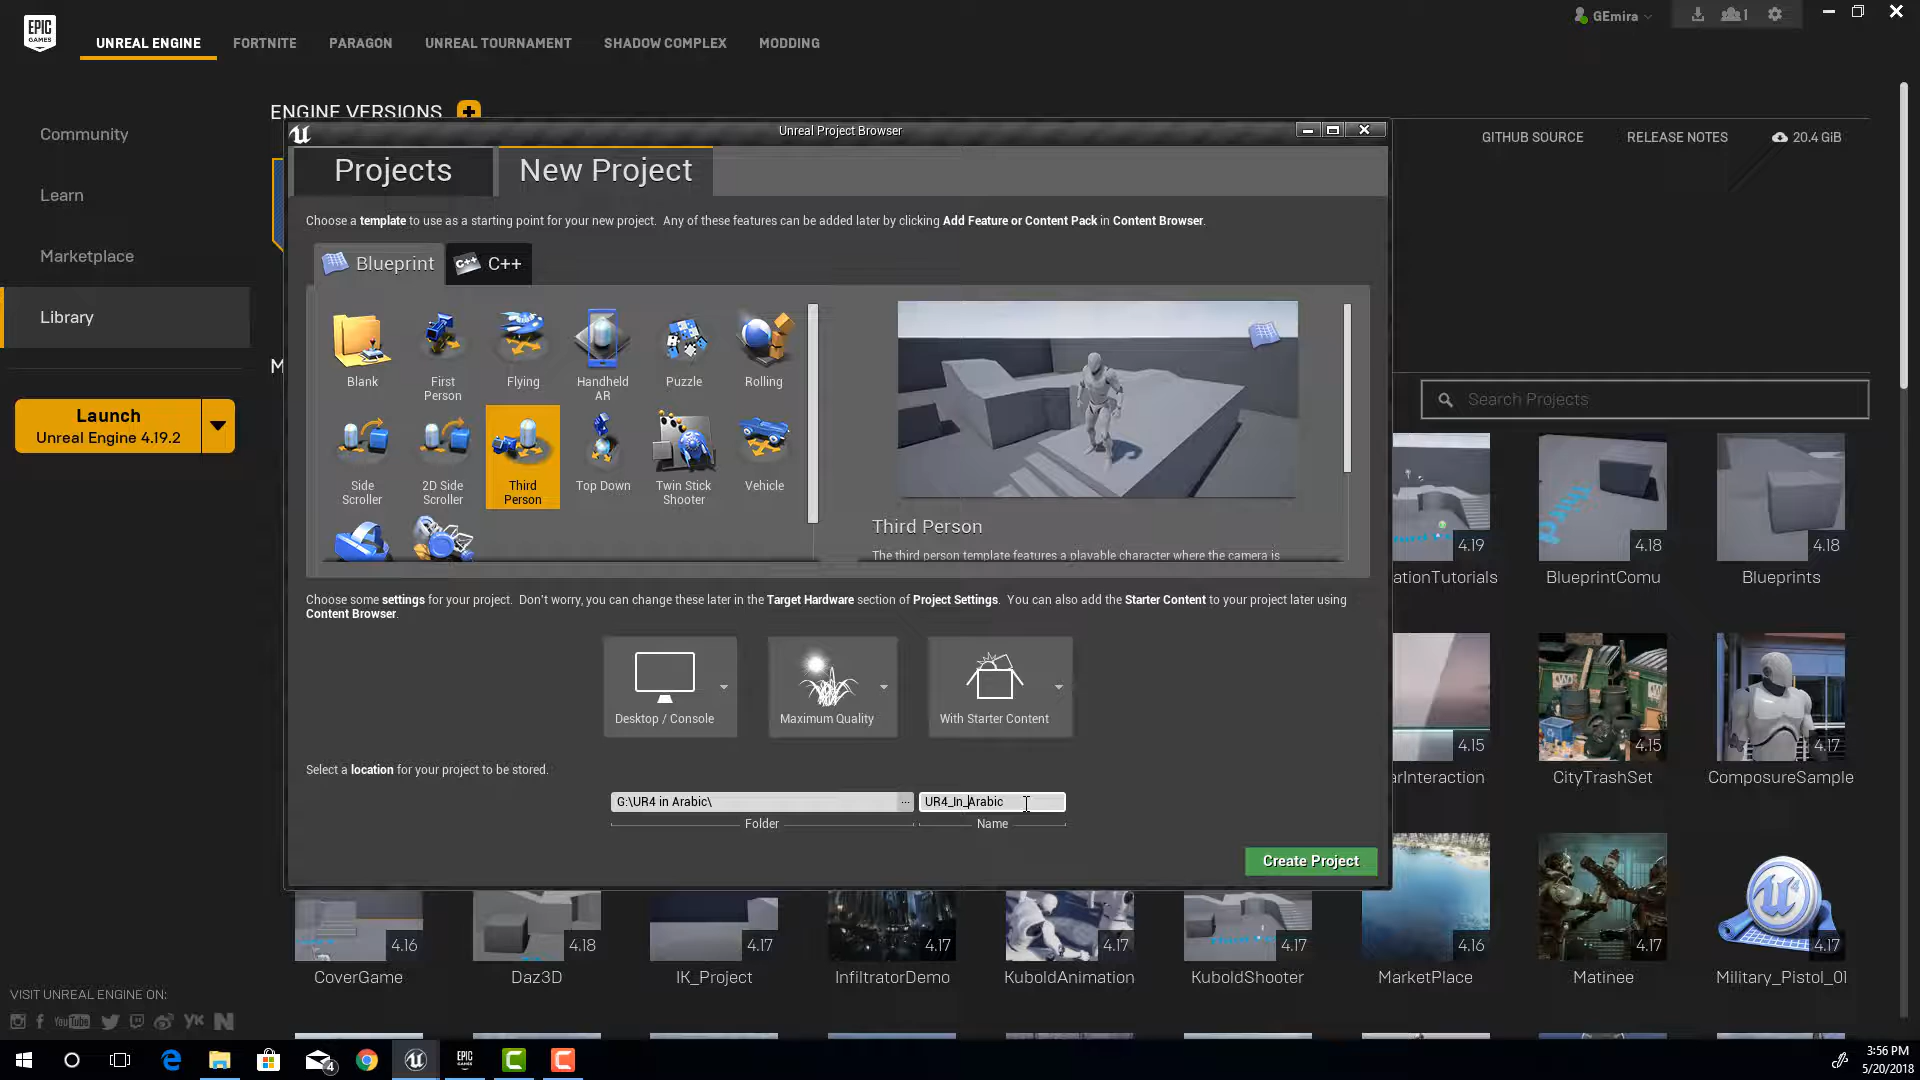 EPIC
GAMES
UNREAL ENGINE
FORTNITE
PARAGON
UNREAL TOURNAMENT
SHADOW COMPLEX
MODDING
GEmira
1
Community
Learn
Marketplace
Library
Launch
Unreal Engine 4.19.2
ENGINE VERSIONS
GITHUB SOURCE
RELEASE NOTES
20.4 GiB
Unreal Project Browser
Projects
New Project
Choose a template to use as a starting point for your new project. Any of these features can be added later by clicking Add Feature or Content Pack in Content Browser.
Blueprint
C++
C++
Blank
First
Person
Flying
Handheld
AR
Puzzle
Rolling
Side
Scroller
2D Side
Scroller
Third
Person
Top Down
Twin Stick
Shooter
Vehicle
Third Person
The third person template features a playable character where the camera is
Choose some settings for your project. Don't worry, you can change these later in the Target Hardware section of Project Settings. You can also add the Starter Content to your project later using
Content Browser.
Desktop / Console
Maximum Quality
With Starter Content
Select a location for your project to be stored.
G:\UR4 in Arabic\
...
UR4_In_Arabic
Folder
Name
Create Project
M
Search Projects
4.19
4.18
4.18
ationTutorials
BlueprintComu
Blueprints
4.15
4.15
4.17
arInteraction
CityTrashSet
ComposureSample
4.16
4.18
4.17
4.17
4.17
4.17
4.16
4.17
4.17
CoverGame
Daz3D
IK_Project
InfiltratorDemo
KuboldAnimation
KuboldShooter
MarketPlace
Matinee
Military_Pistol_01
VISIT UNREAL ENGINE ON:
You Tube
4
EPIC
GAMES
3:56 PM
5/20/2018